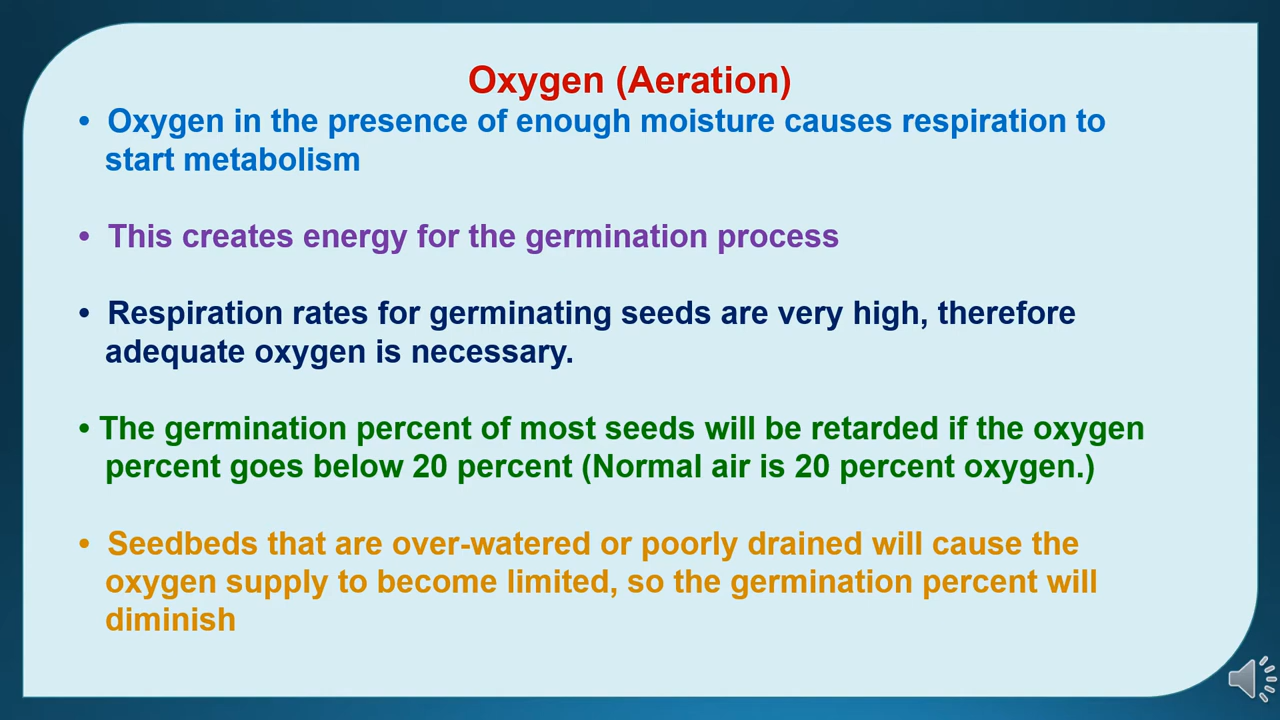 Oxygen (Aeration)
• Oxygen in the presence of enough moisture causes respiration to
start metabolism
• This creates energy for the germination process
• Respiration rates for germinating seeds are very high, therefore
adequate oxygen is necessary.
• The germination percent of most seeds will be retarded if the oxygen
percent goes below 20 percent (Normal air is 20 percent oxygen.)
• Seedbeds that are over-watered or poorly drained will cause the
oxygen supply to become limited, so the germination percent will
diminish